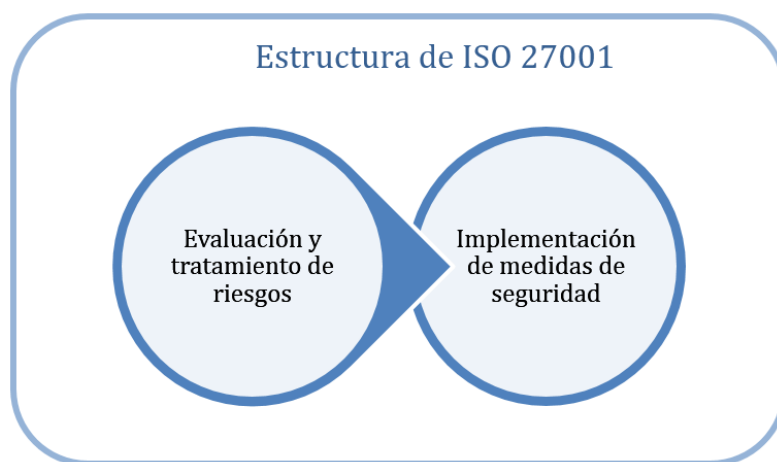 Estructura de ISO 27001
Evaluación y
tratamiento de
riesgos
Implementación
de medidas de
seguridad